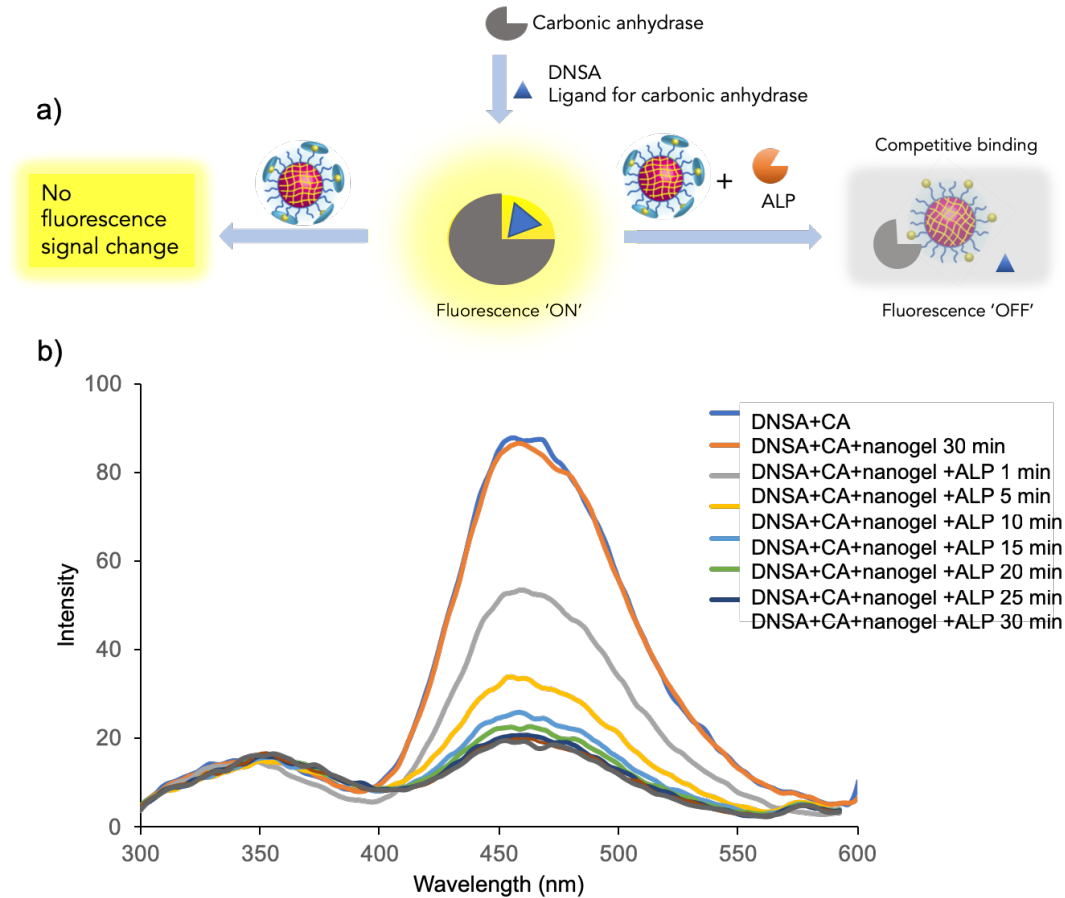 Carbonic anhydrase
DNSA
Ligand for carbonic anhydrase
a)
No
fluorescence
signal change
Fluorescence 'ON'
+
ALP
Competitive binding
Fluorescence 'OFF'
b)
100
80
60
40
20
0
Intensity
300 350 400 450 500 550 600
Wavelength (nm)
DNSA+CA
DNSA+CA+nanogel 30 min
DNSA+CA+nanogel +ALP 1 min
DNSA+CA+nanogel +ALP 5 min
DNSA+CA+nanogel +ALP 10 min
DNSA+CA+nanogel +ALP 15 min
DNSA+CA+nanogel +ALP 20 min
DNSA+CA+nanogel +ALP 25 min
DNSA+CA+nanogel +ALP 30 min